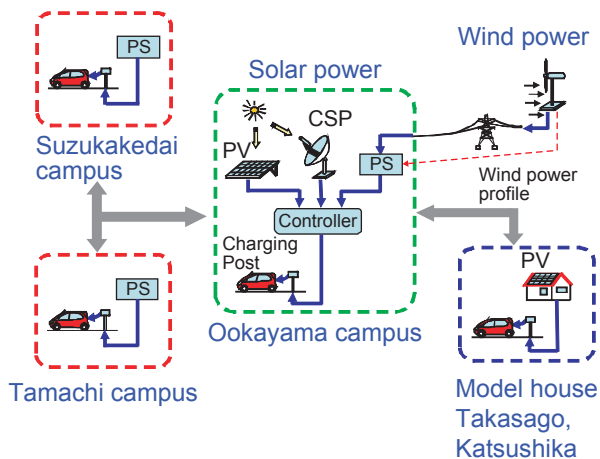 PS
Suzukakedai
campus
Solar power
CSP
PV
PS
Controller
Charging
Post
Ookayama campus
Wind power
Wind power
profile
PS
Tamachi campus
PV
Model house
Takasago,
Katsushika